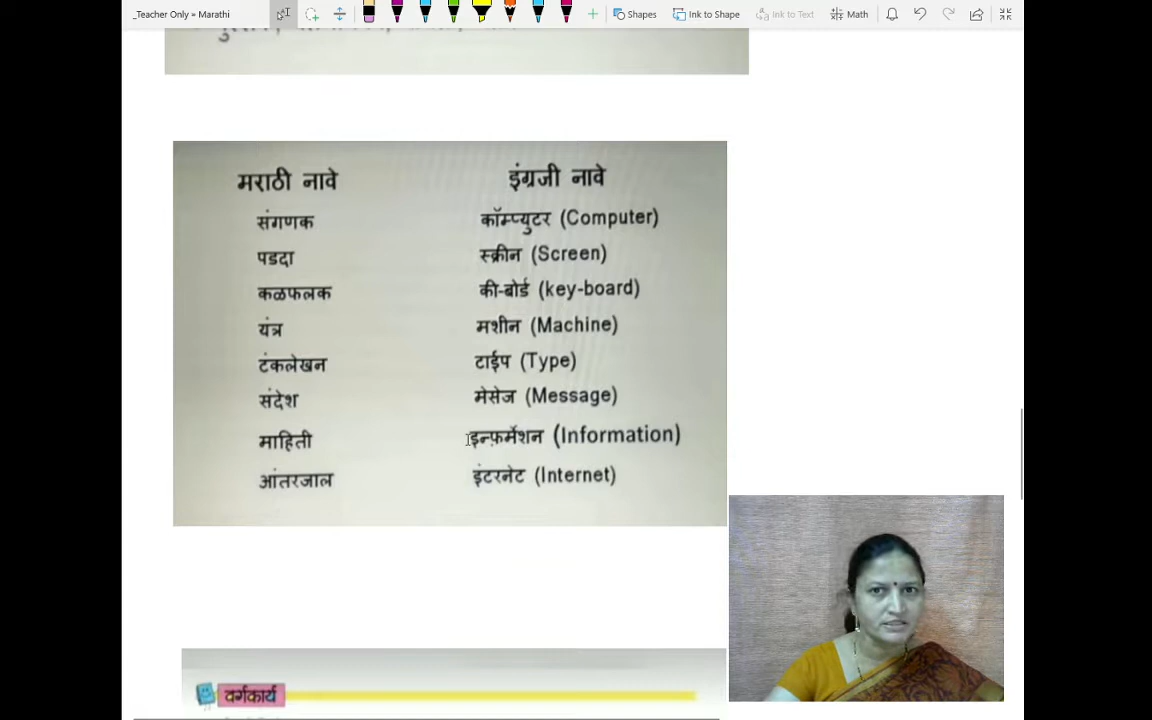 _Teacher Only » Marathi
Shapes
Ink to Shape
Ink to Text
Math
मराठी नावे इंग्रजी नावे
संगणक कॉम्प्युटर (Computer)
पडदा स्क्रीन (Screen)
कळफलक की-बोर्ड (key-board)
यंत्र मशीन (Machine)
टंकलेखन टाईप (Type)
संदेश मेसेज (Message)
माहिती इन्फर्मेशन (Information)
आंतरजाल इंटरनेट (Internet)
वर्गकार्य